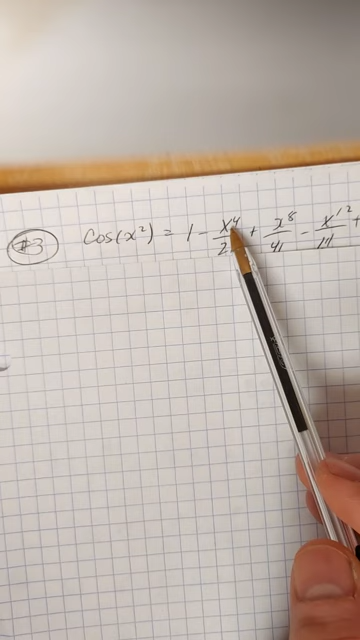 #3 Cos(x²) = 1 - x⁴/2! + x⁸/4! - x¹² +